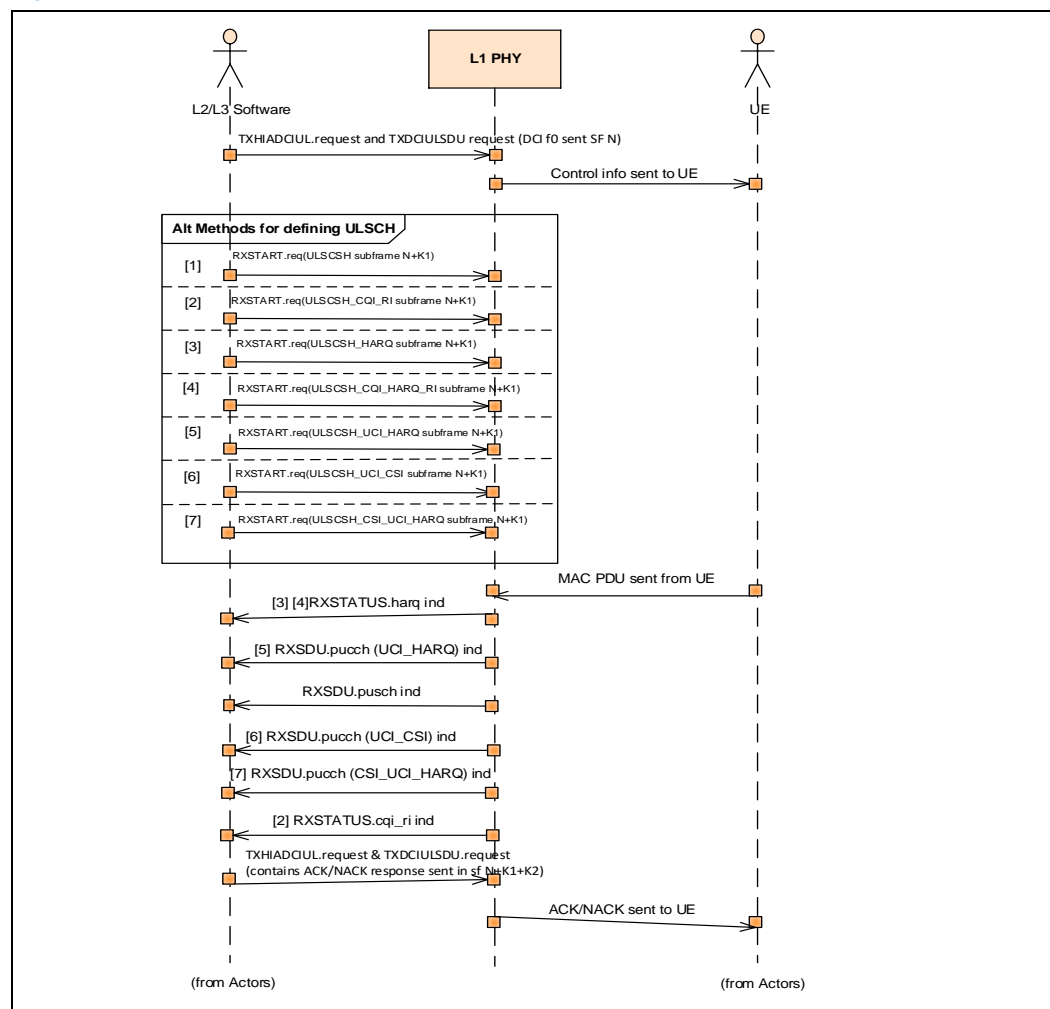 L1 PHY
L2/L3 Software
UE
TXHIADCIUL.request and TXDCIULSDU request (DCI f0 sent SF N)
Control info sent to UE
Alt Methods for defining ULSCH
[1]
RXSTART.req(ULSCSH subframe N+K1)
[2]
RXSTART.req(ULSCSH_CQI_RI subframe N+K1)
[3]
RXSTART.req(ULSCSH_HARQ subframe N+K1)
[4]
RXSTART.req(ULSCSH_CQI_HARQ_RI subframe N+K1)
[5]
RXSTART.req(ULSCSH_UCI_HARQ subframe N+K1)
[6]
RXSTART.req(ULSCSH_UCI_CSI subframe N+K1)
[7]
RXSTART.req(ULSCSH_CSI_UCI_HARQ subframe N+K1)
MAC PDU sent from UE
[3] [4]RXSTATUS.harq ind
[5] RXSDU.pucch (UCI_HARQ) ind
RXSDU.pusch ind
[6] RXSDU.pucch (UCI_CSI) ind
[7] RXSDU.pucch (CSI_UCI_HARQ) ind
[2] RXSTATUS.cqi_ri ind
TXHIADCIUL.request & TXDCIULSDU.request
(contains ACK/NACK response sent in sf N+K1+K2)
ACK/NACK sent to UE
(from Actors)
(from Actors)